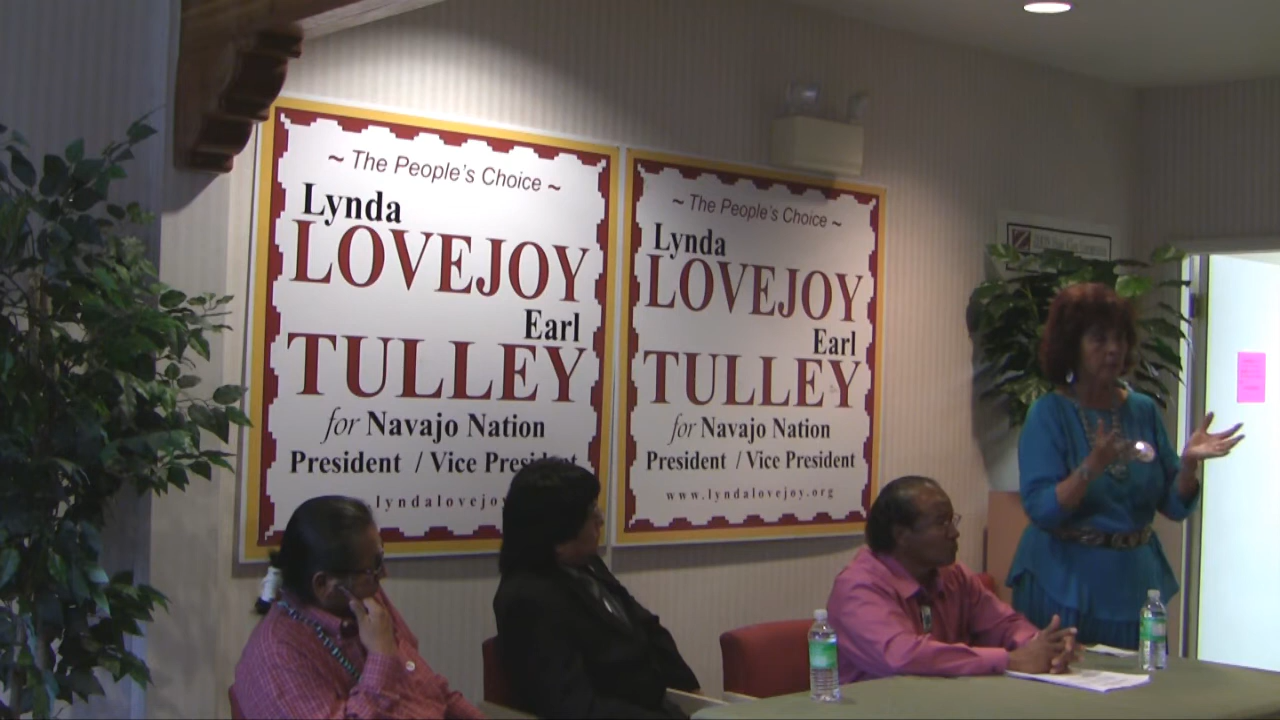 ~ The People's Choice ~
Lynda
LOVEJOY
Earl
TULLEY
for Navajo Nation
President / Vice President
lyndalovejoy
~ The People's Choice ~
Lynda
LOVEJOY
Earl
TULLEY
for Navajo Nation
President / Vice President
www.lyndalovejoy.org